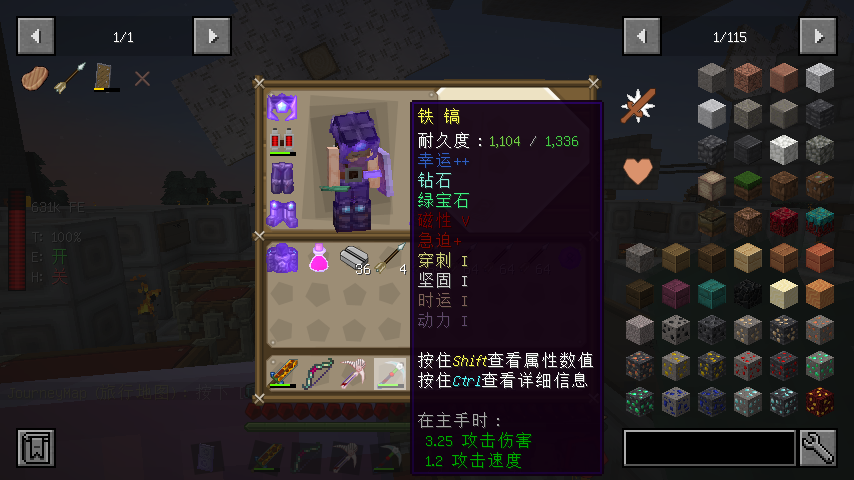 1/1
1/115
铁 镐
耐久度：1,104 / 1,336
幸运++
钻石
绿宝石
磁性 V
急迫+
穿刺 I
坚固 I
时运 I
动力 I
按住Shift查看属性数值
按住Ctrl查看详细信息
在主手时：
3.25 攻击伤害
1.2 攻击速度
631k FE
T: 100%
E: 开
H: 关
36
4